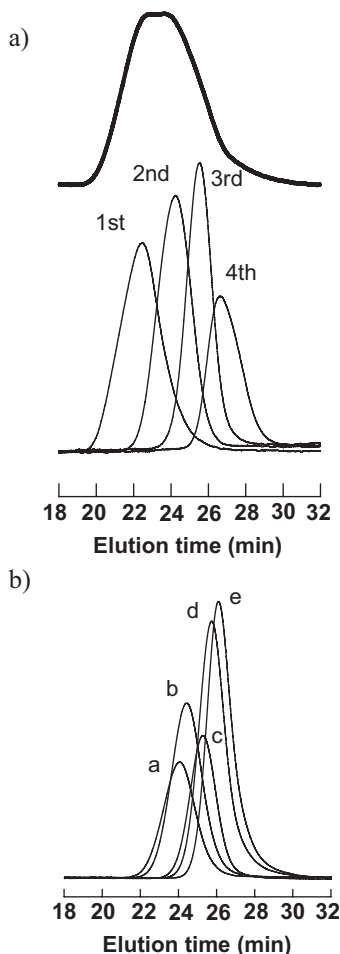 a)
2nd
3rd
1st
4th
18 20 22 24 26 28 30 32
Elution time (min)
b)
d
e
b
c
a
18 20 22 24 26 28 30 32
Elution time (min)